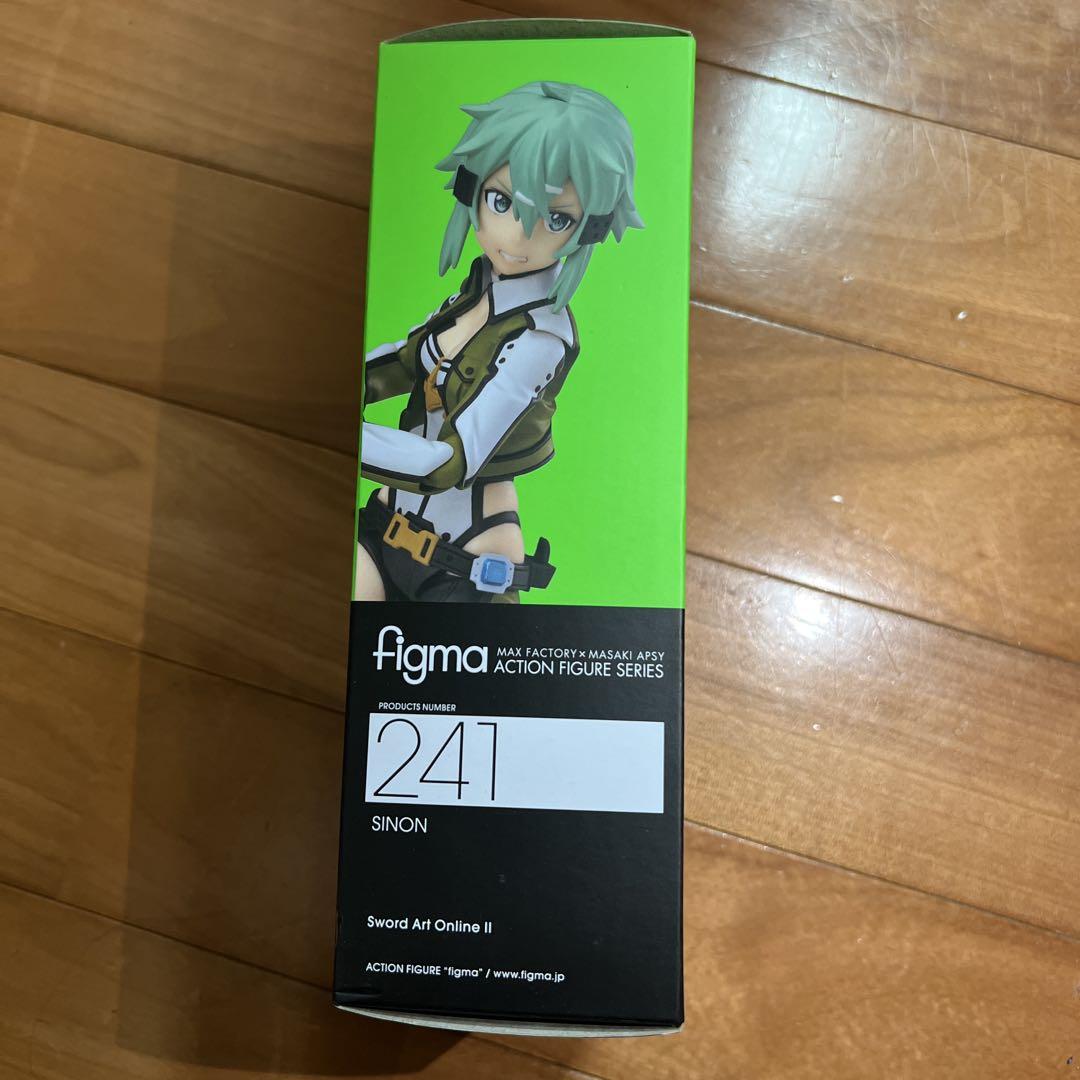 figma MAX FACTORY×MASAKI APSY
ACTION FIGURE SERIES
PRODUCTS NUMBER
241
SINON
Sword Art Online II
ACTION FIGURE "figma" / www.figma.jp